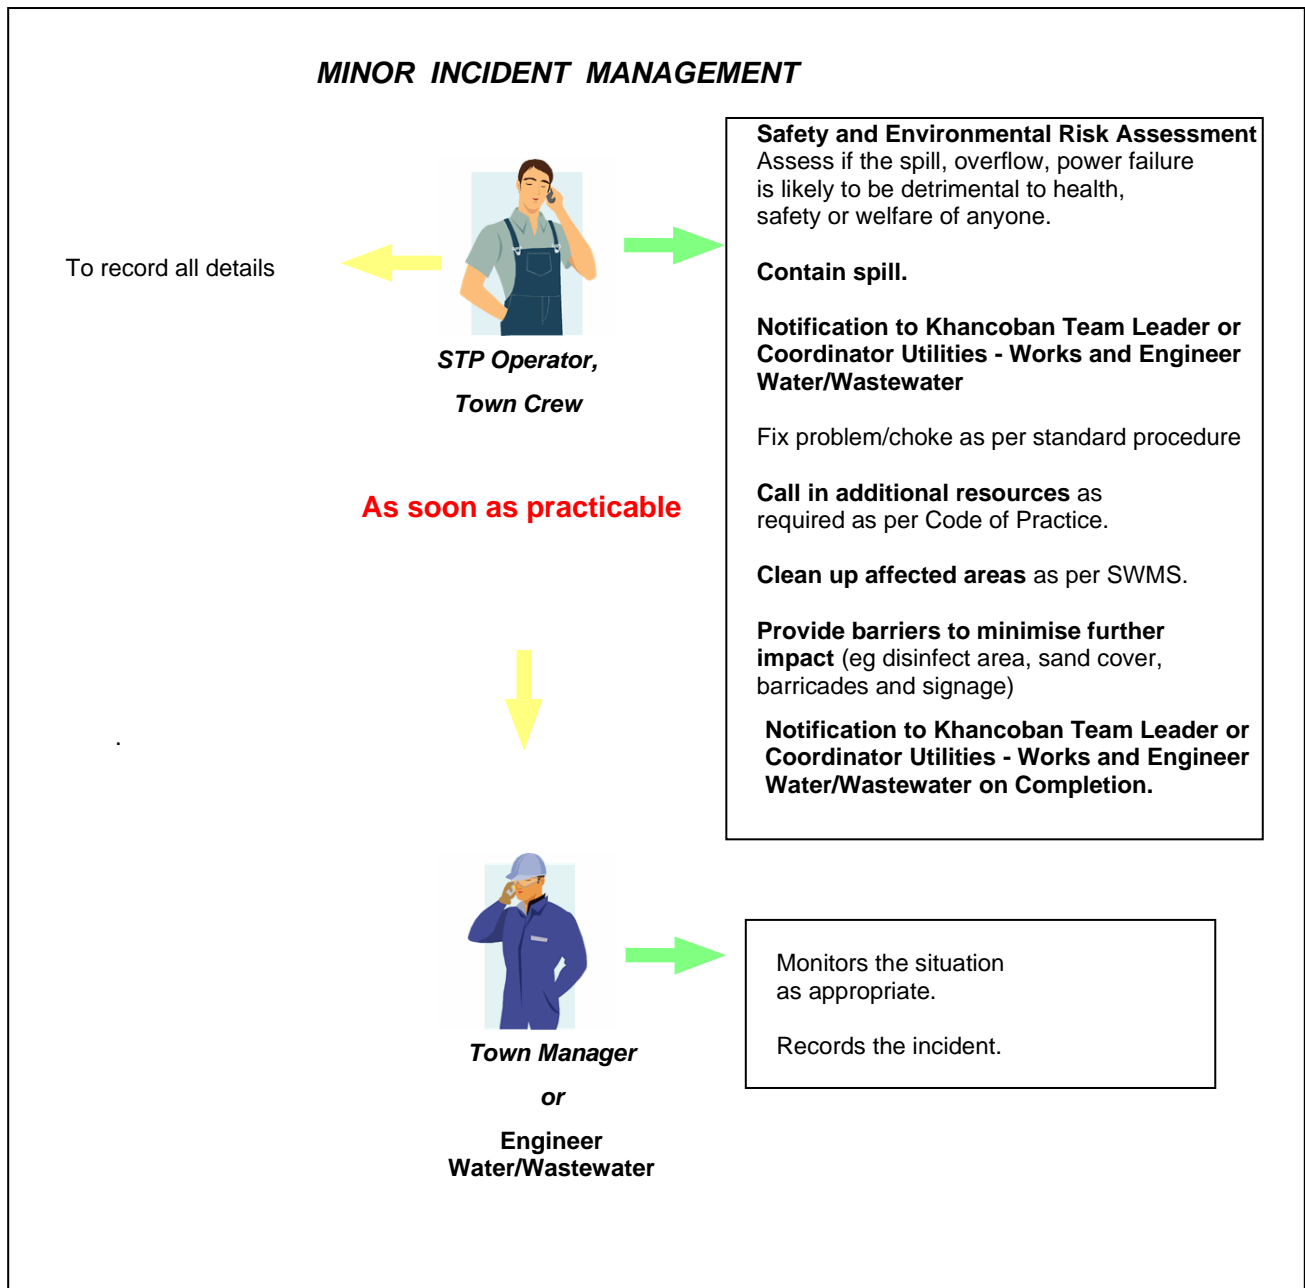 MINOR INCIDENT MANAGEMENT
To record all details
STP Operator,
Town Crew
As soon as practicable
Safety and Environmental Risk Assessment
Assess if the spill, overflow, power failure
is likely to be detrimental to health,
safety or welfare of anyone.
Contain spill.
Notification to Khancoban Team Leader or
Coordinator Utilities - Works and Engineer
Water/Wastewater
Fix problem/choke as per standard procedure
Call in additional resources as
required as per Code of Practice.
Clean up affected areas as per SWMS.
Provide barriers to minimise further
impact (eg disinfect area, sand cover,
barricades and signage)
Notification to Khancoban Team Leader or
Coordinator Utilities - Works and Engineer
Water/Wastewater on Completion.
.
Town Manager
or
Engineer
Water/Wastewater
Monitors the situation
as appropriate.
Records the incident.